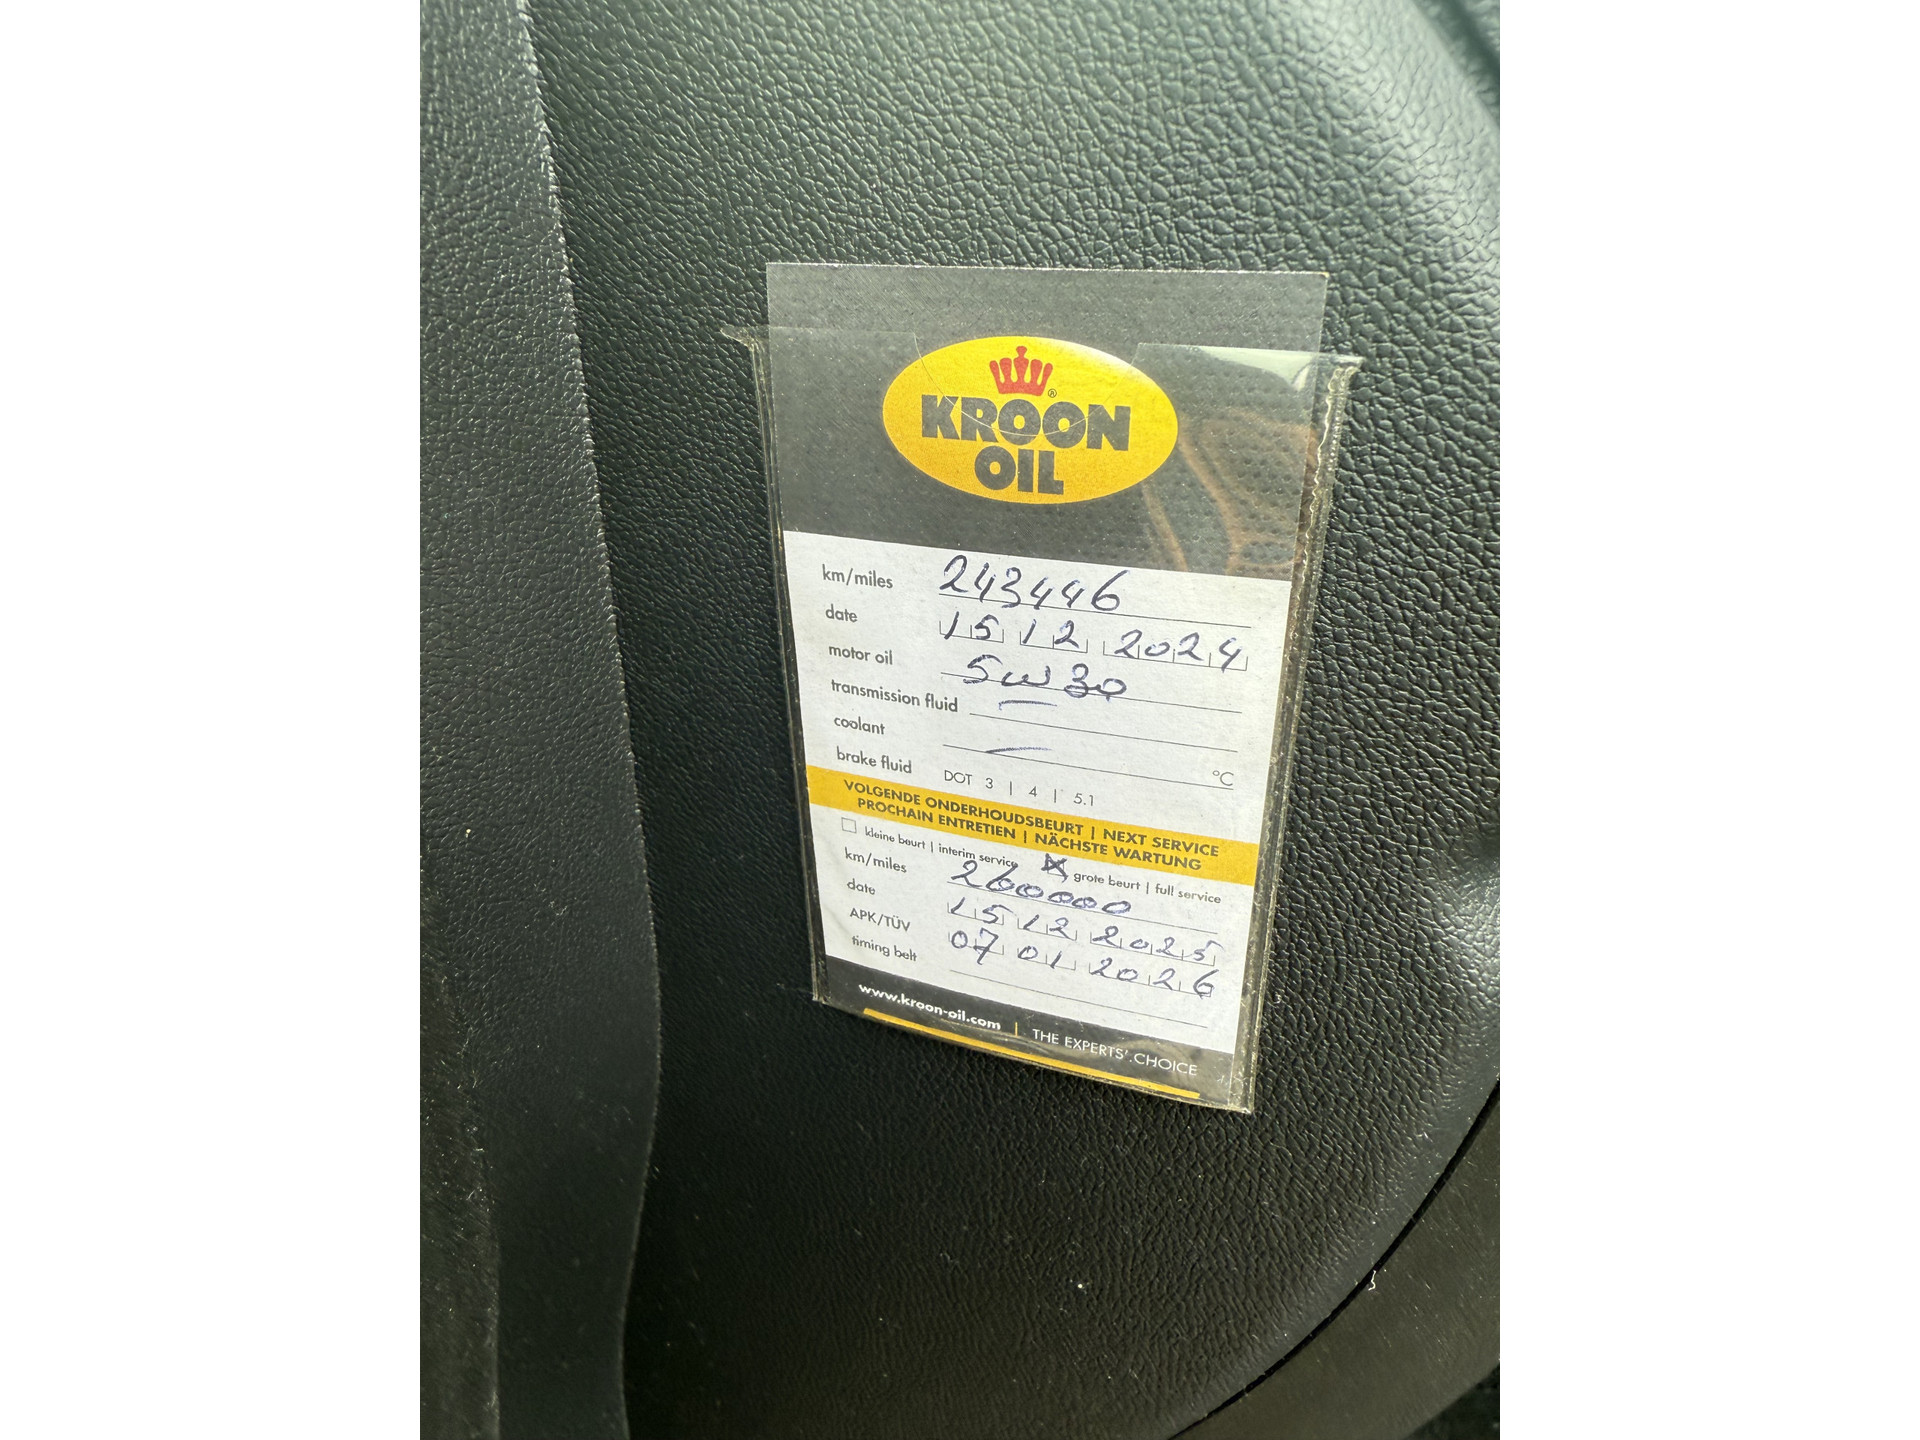 KROON
OIL
km/miles 243446
date 15 12 2024
motor oil 5w30
transmission fluid —
coolant — °C
brake fluid DOT 3 | 4 | 5.1
VOLGENDE ONDERHOUDSBEURT | NEXT SERVICE
PROCHAIN ENTRETIEN | NÄCHSTE WARTUNG
kleine beurt | interim service grote beurt | full service
km/miles 260000
date 15 12 2025
APK/TÜV 07 01 2026
timing belt
www.kroon-oil.com | THE EXPERTS' CHOICE